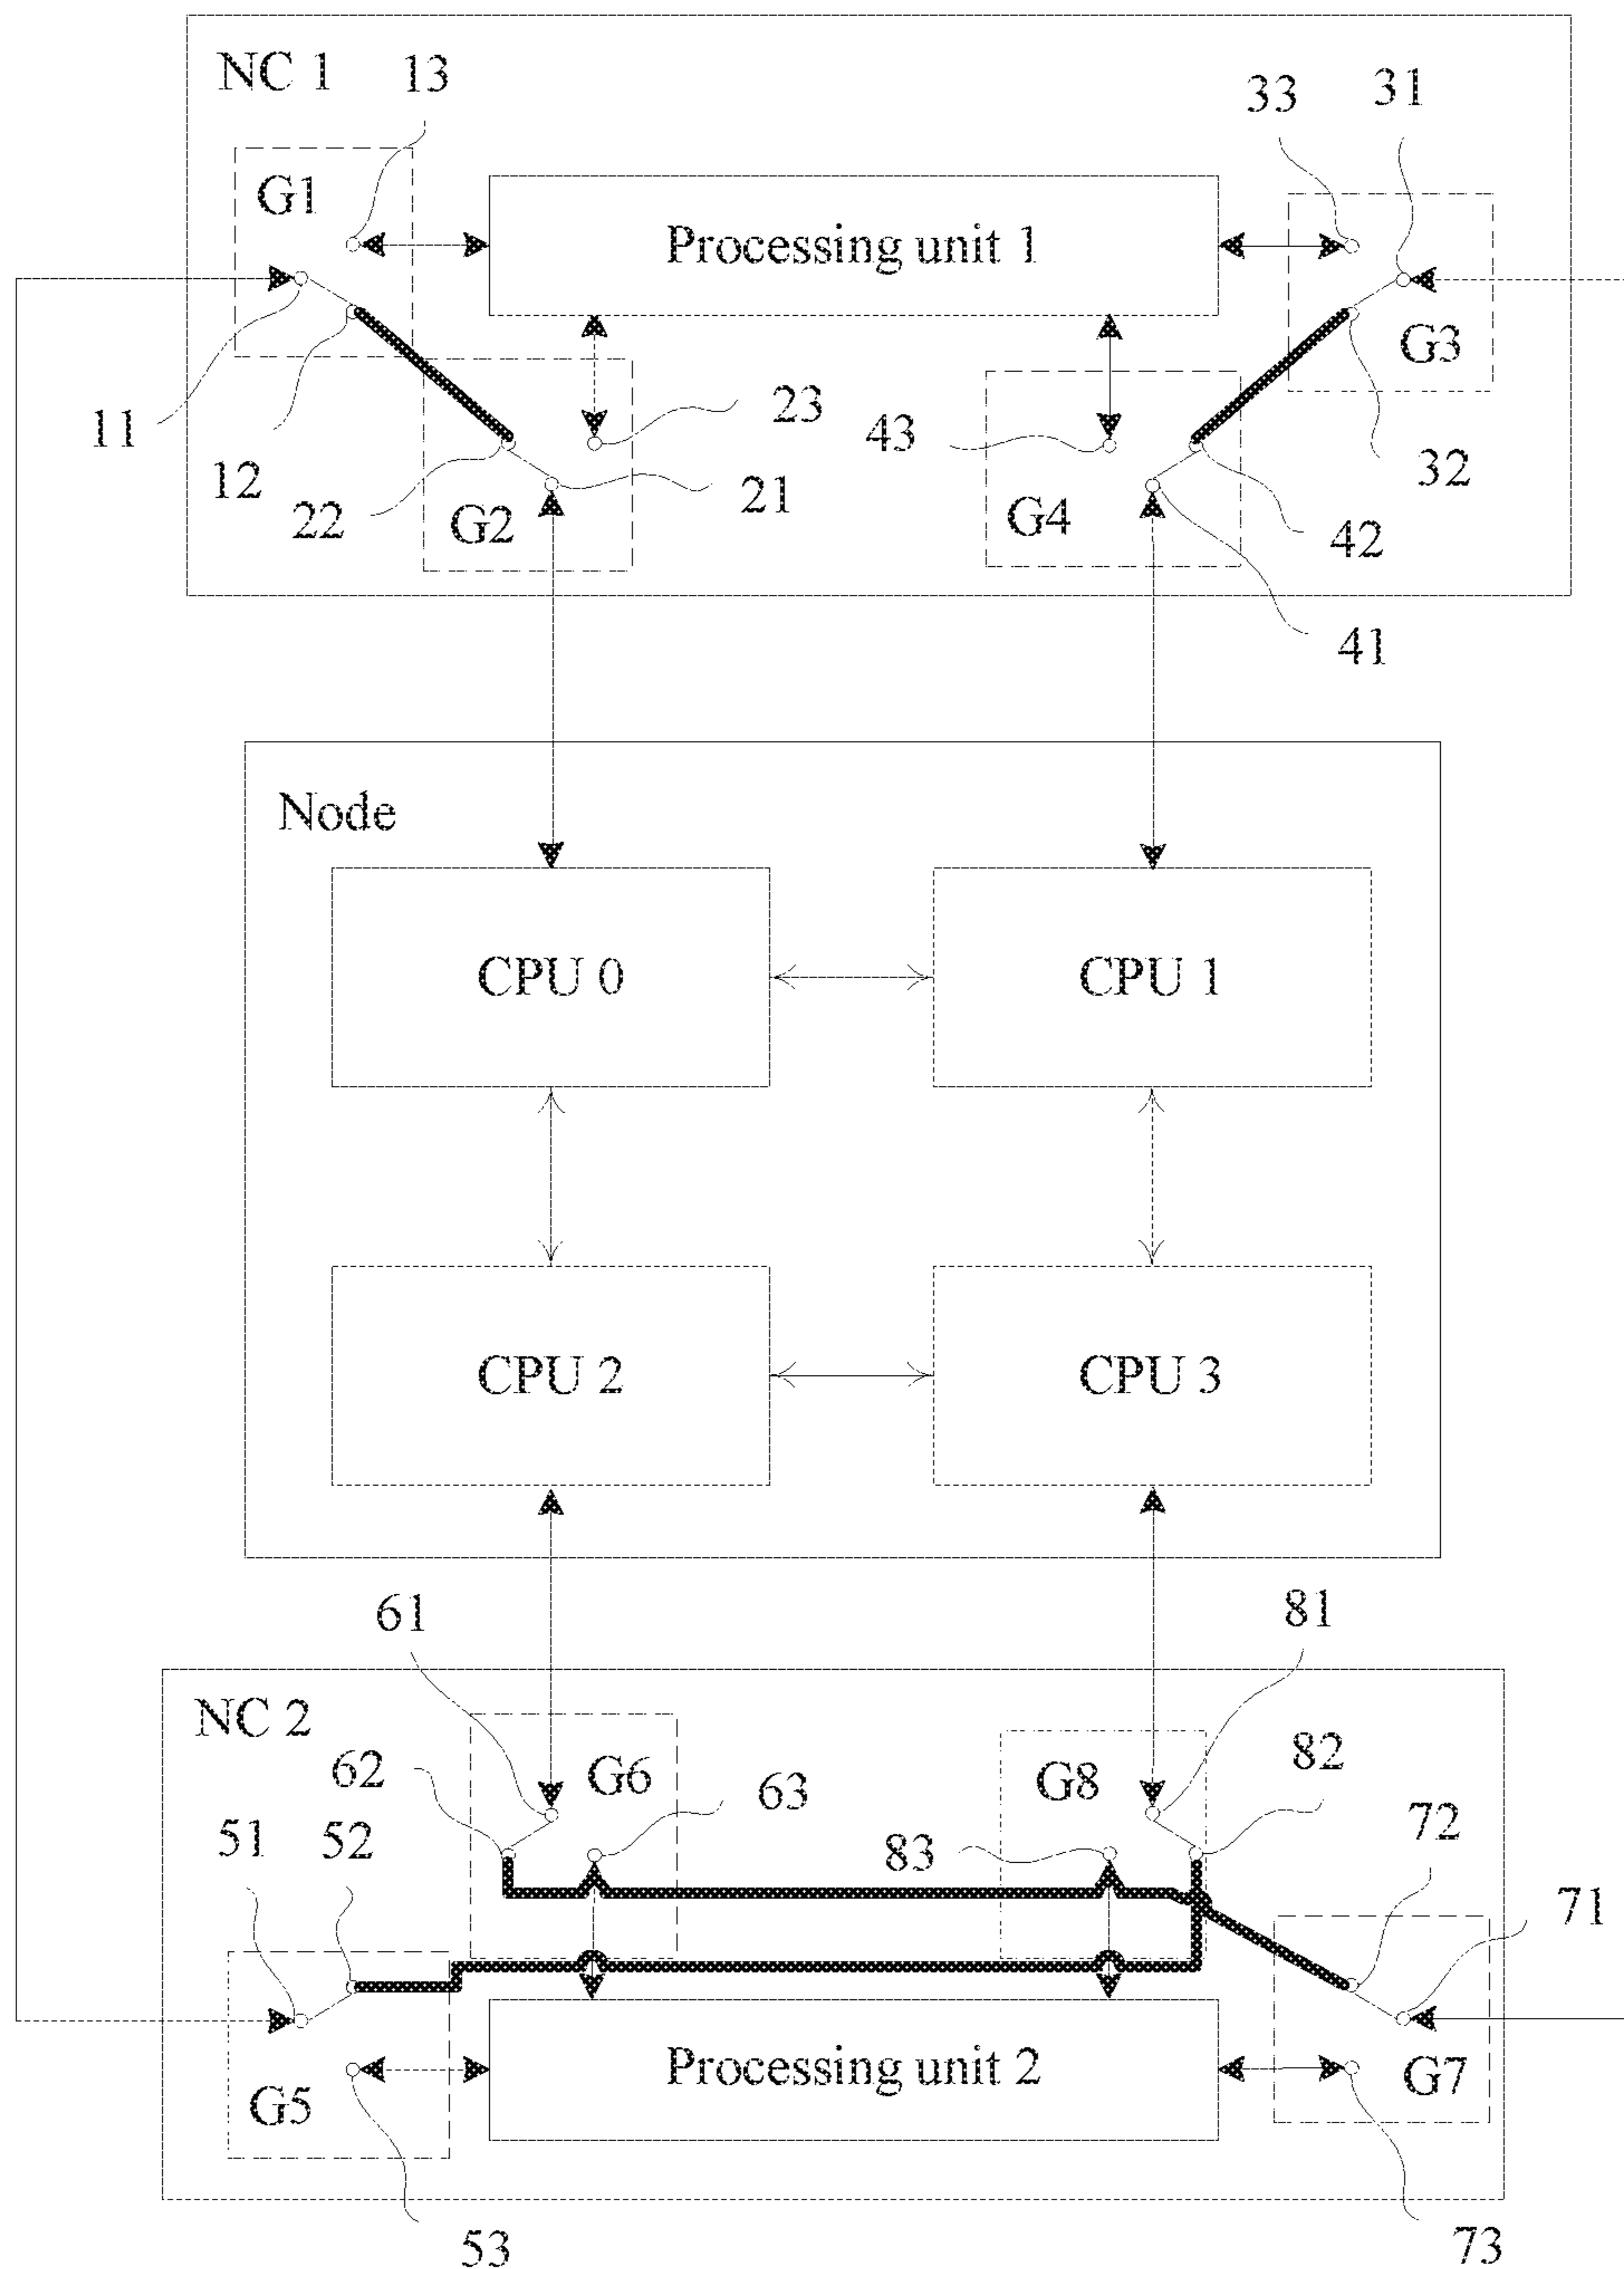 NC 1
13
33
31
G1
Processing unit 1
G3
11
12
22
G2
23
21
43
G4
32
42
41
Node
CPU 0
CPU 1
CPU 2
CPU 3
61
81
NC 2
62
G6
63
G8
82
83
51
52
72
71
G5
Processing unit 2
G7
53
73